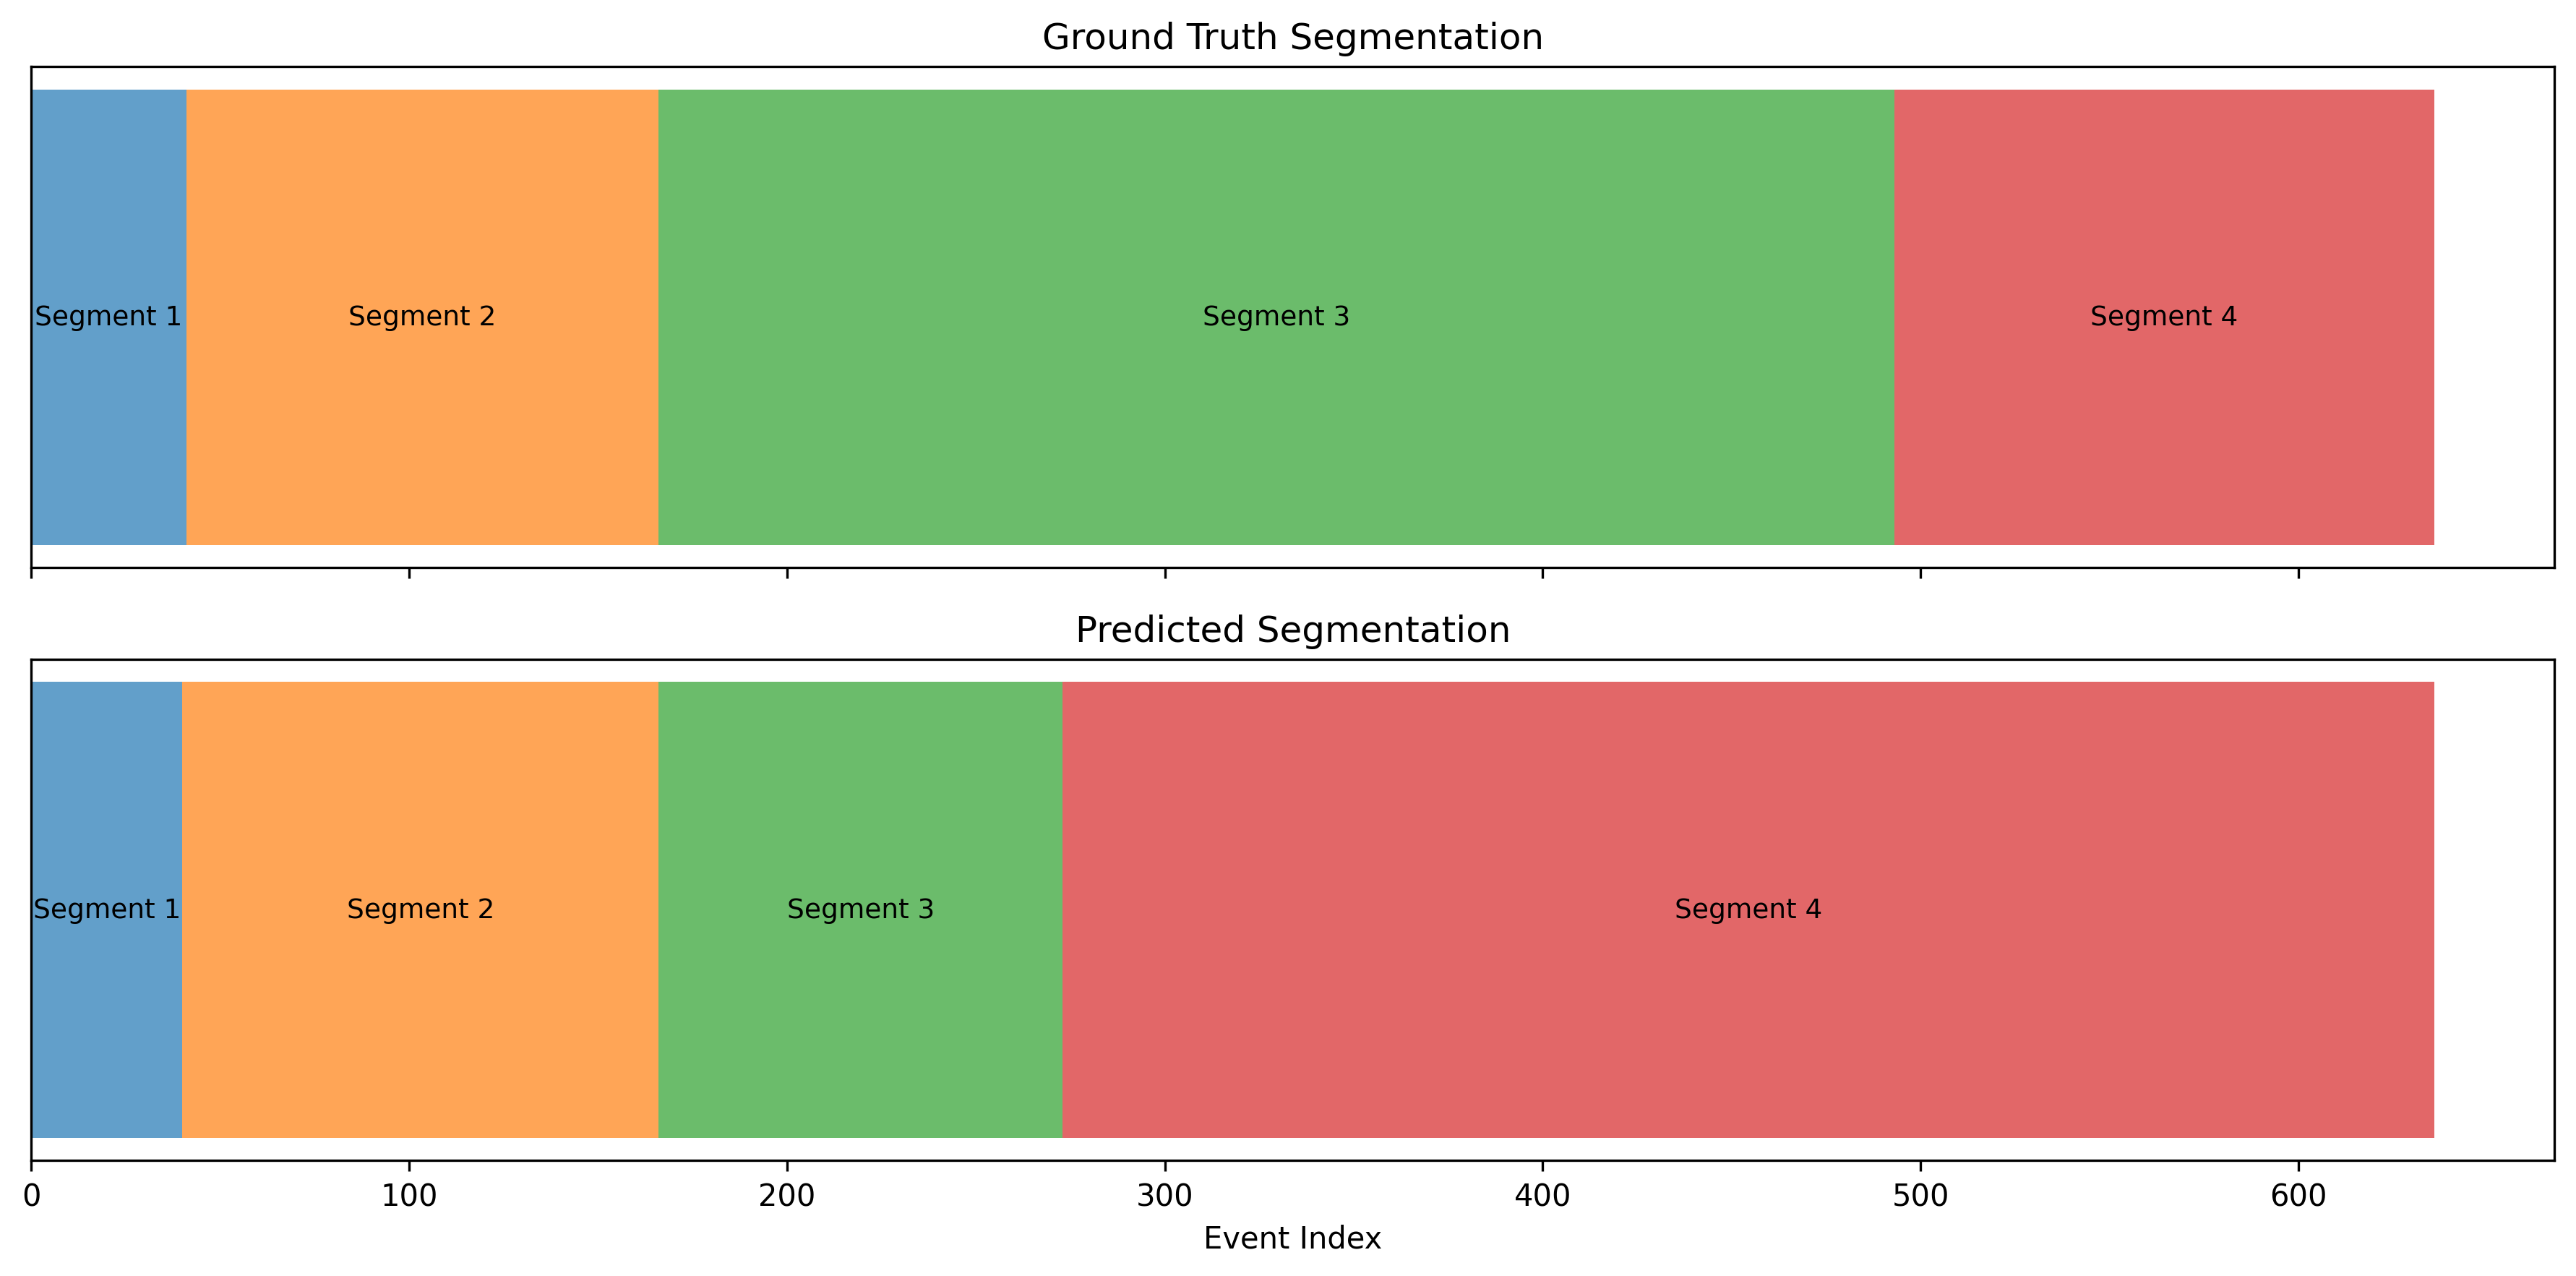 Ground Truth Segmentation
Segment 1 Segment 2 Segment 3 Segment 4
Predicted Segmentation
Segment 1 Segment 2 Segment 3 Segment 4
0 100 200 300 400 500 600
Event Index